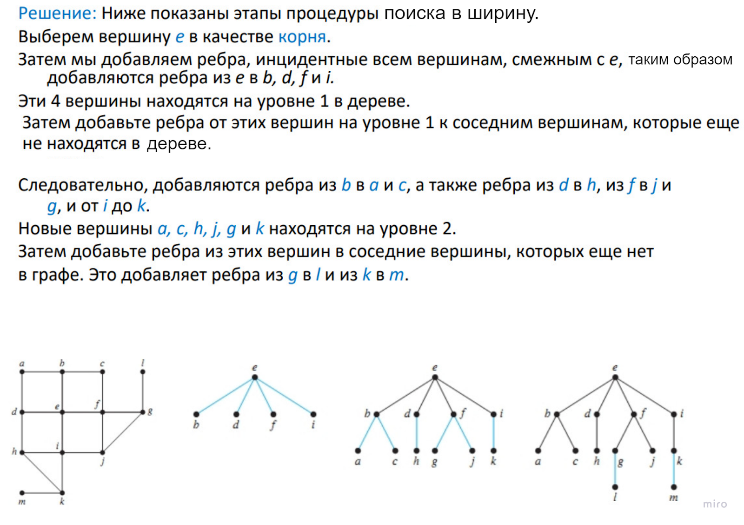 Решение: Ниже показаны этапы процедуры поиска в ширину.
Выберем вершину e в качестве корня.
Затем мы добавляем ребра, инцидентные всем вершинам, смежным с e, таким образом
добавляются ребра из e в b, d, f и i.
Эти 4 вершины находятся на уровне 1 в дереве.
Затем добавьте ребра от этих вершин на уровне 1 к соседним вершинам, которые еще
не находятся в дереве.
Следовательно, добавляются ребра из b в a и c, а также ребра из d в h, из f в j и
g, и от i до k.
Новые вершины a, c, h, j, g и k находятся на уровне 2.
Затем добавьте ребра из этих вершин в соседние вершины, которых еще нет
в графе. Это добавляет ребра из g в l и из k в m.
a b c l
d e f g
h i j
m k
e
b d f i
e
b d f i
a c h g j k
e
b d f i
a c h g j k
l m
miro